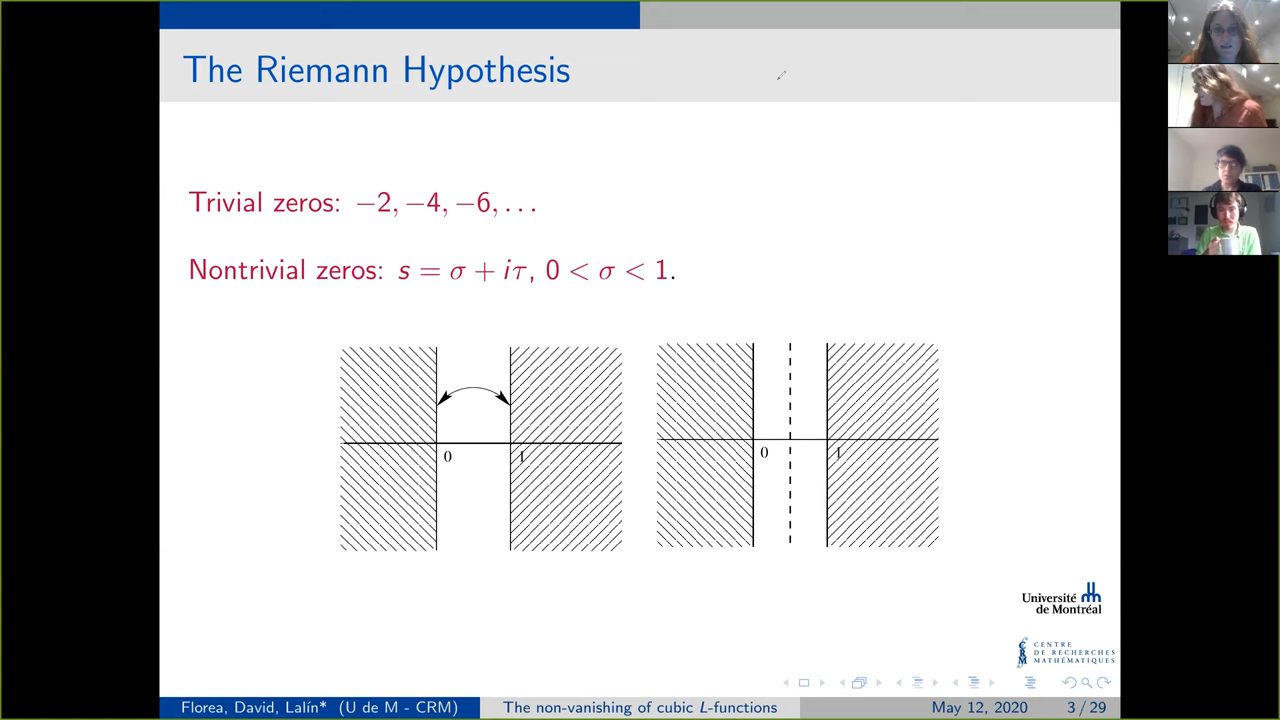 The Riemann Hypothesis
Trivial zeros: −2, −4, −6, . . .
Nontrivial zeros: s = σ + iτ, 0 < σ < 1.
0 1
0 1
Université
de Montréal
CRM
CENTRE
DE RECHERCHES
MATHÉMATIQUES
Florea, David, Lalín* (U de M - CRM) The non-vanishing of cubic L-functions May 12, 2020 3 / 29